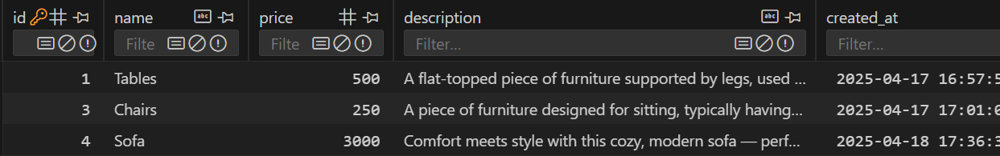 id name price description created_at
Filte Filte Filter... Filter...
1 Tables 500 A flat-topped piece of furniture supported by legs, used ... 2025-04-17 16:57:5
3 Chairs 250 A piece of furniture designed for sitting, typically having... 2025-04-17 17:01:0
4 Sofa 3000 Comfort meets style with this cozy, modern sofa — perf... 2025-04-18 17:36:3